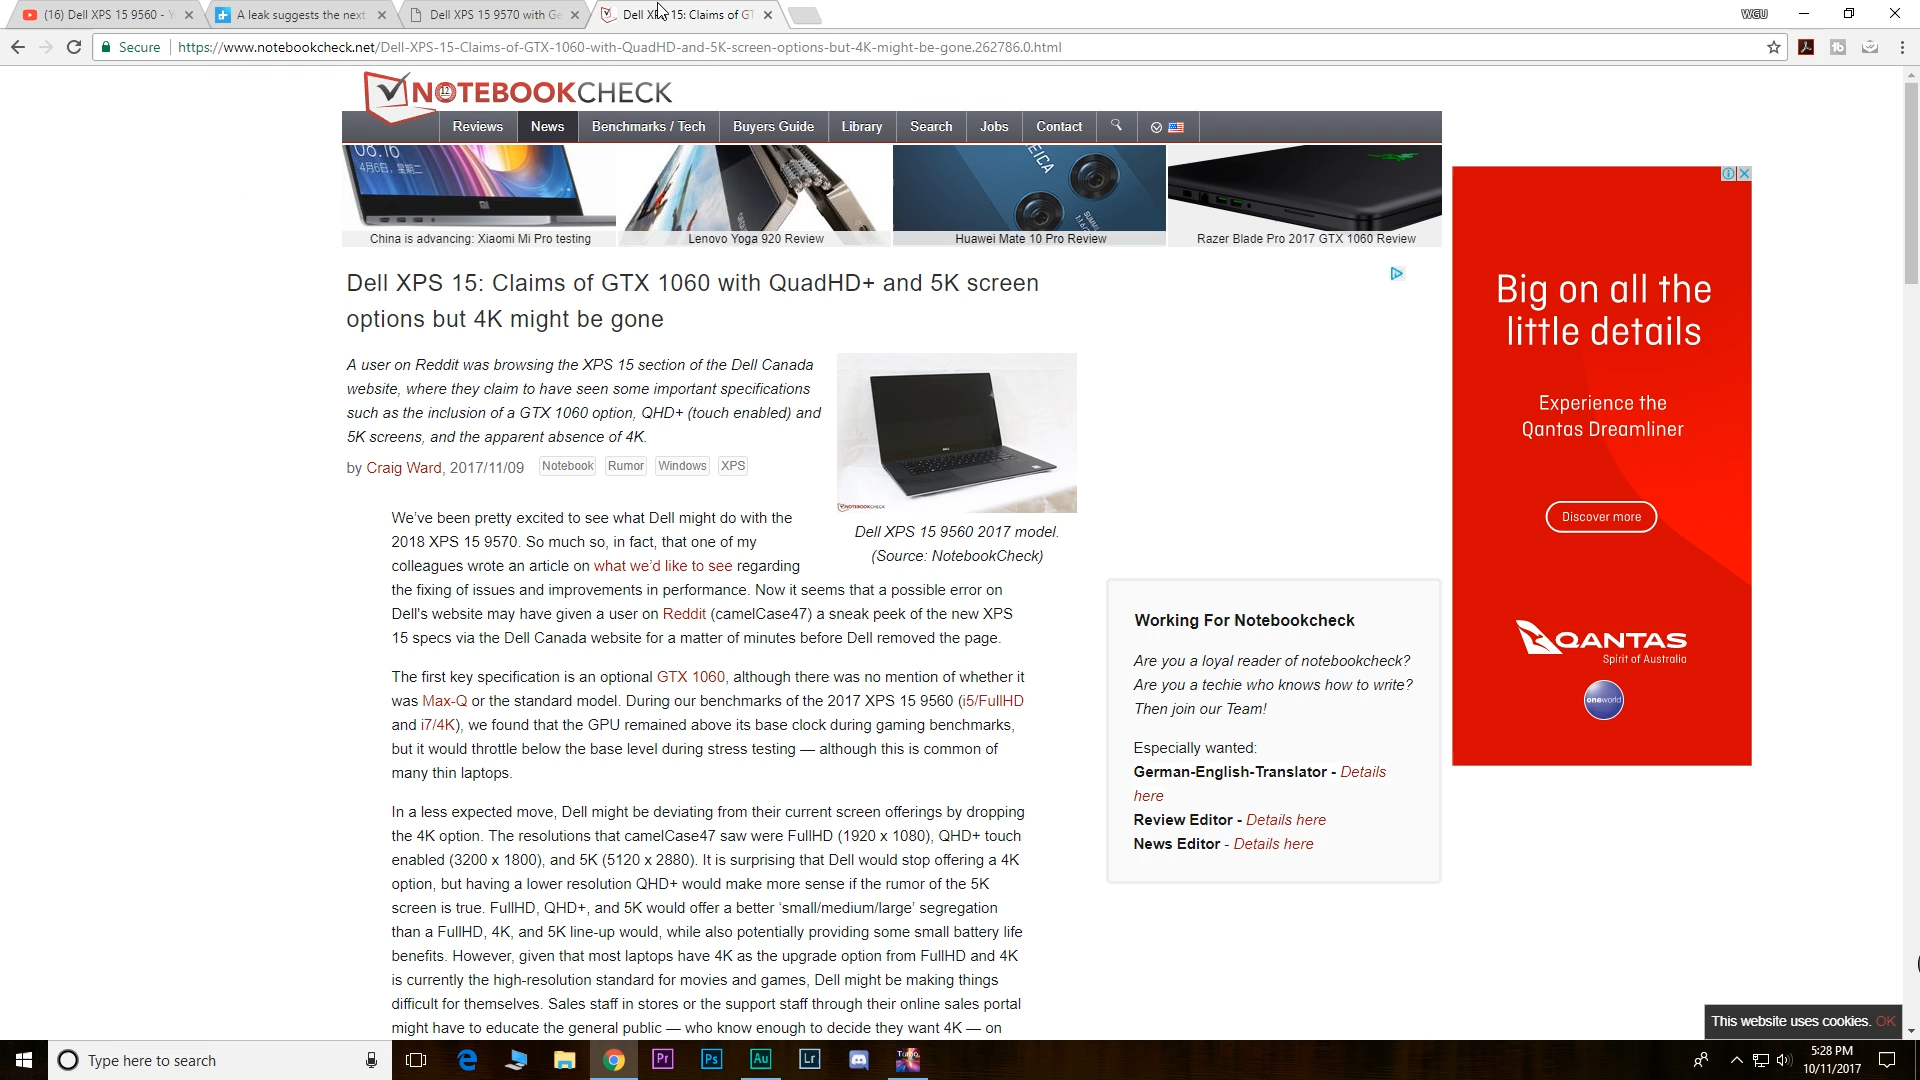 (16) Dell XPS 15 9560 - Y
A leak suggests the next
Dell XPS 15 9570 with Ge
Dell XPS 15: Claims of GT
WGU
Secure
https://www.notebookcheck.net/Dell-XPS-15-Claims-of-GTX-1060-with-QuadHD-and-5K-screen-options-but-4K-might-be-gone.262786.0.html
NOTEBOOKCHECK
Reviews News Benchmarks / Tech Buyers Guide Library Search Jobs Contact
China is advancing: Xiaomi Mi Pro testing
Lenovo Yoga 920 Review
Huawei Mate 10 Pro Review
Razer Blade Pro 2017 GTX 1060 Review
Dell XPS 15: Claims of GTX 1060 with QuadHD+ and 5K screen
options but 4K might be gone
A user on Reddit was browsing the XPS 15 section of the Dell Canada
website, where they claim to have seen some important specifications
such as the inclusion of a GTX 1060 option, QHD+ (touch enabled) and
5K screens, and the apparent absence of 4K.
by Craig Ward, 2017/11/09 Notebook Rumor Windows XPS
Dell XPS 15 9560 2017 model.
(Source: NotebookCheck)
We've been pretty excited to see what Dell might do with the
2018 XPS 15 9570. So much so, in fact, that one of my
colleagues wrote an article on what we'd like to see regarding
the fixing of issues and improvements in performance. Now it seems that a possible error on
Dell's website may have given a user on Reddit (camelCase47) a sneak peek of the new XPS
15 specs via the Dell Canada website for a matter of minutes before Dell removed the page.
The first key specification is an optional GTX 1060, although there was no mention of whether it
was Max-Q or the standard model. During our benchmarks of the 2017 XPS 15 9560 (i5/FullHD
and i7/4K), we found that the GPU remained above its base clock during gaming benchmarks,
but it would throttle below the base level during stress testing — although this is common of
many thin laptops.
In a less expected move, Dell might be deviating from their current screen offerings by dropping
the 4K option. The resolutions that camelCase47 saw were FullHD (1920 x 1080), QHD+ touch
enabled (3200 x 1800), and 5K (5120 x 2880). It is surprising that Dell would stop offering a 4K
option, but having a lower resolution QHD+ would make more sense if the rumor of the 5K
screen is true. FullHD, QHD+, and 5K would offer a better 'small/medium/large' segregation
than a FullHD, 4K, and 5K line-up would, while also potentially providing some small battery life
benefits. However, given that most laptops have 4K as the upgrade option from FullHD and 4K
is currently the high-resolution standard for movies and games, Dell might be making things
difficult for themselves. Sales staff in stores or the support staff through their online sales portal
might have to educate the general public — who know enough to decide they want 4K — on
Working For Notebookcheck
Are you a loyal reader of notebookcheck?
Are you a techie who knows how to write?
Then join our Team!
Especially wanted:
German-English-Translator - Details
here
Review Editor - Details here
News Editor - Details here
Big on all the
little details
Experience the
Qantas Dreamliner
Discover more
QANTAS
Spirit of Australia
oneworld
This website uses cookies. OK
Type here to search
Pr
Ps
Au
Lr
5:28 PM
10/11/2017